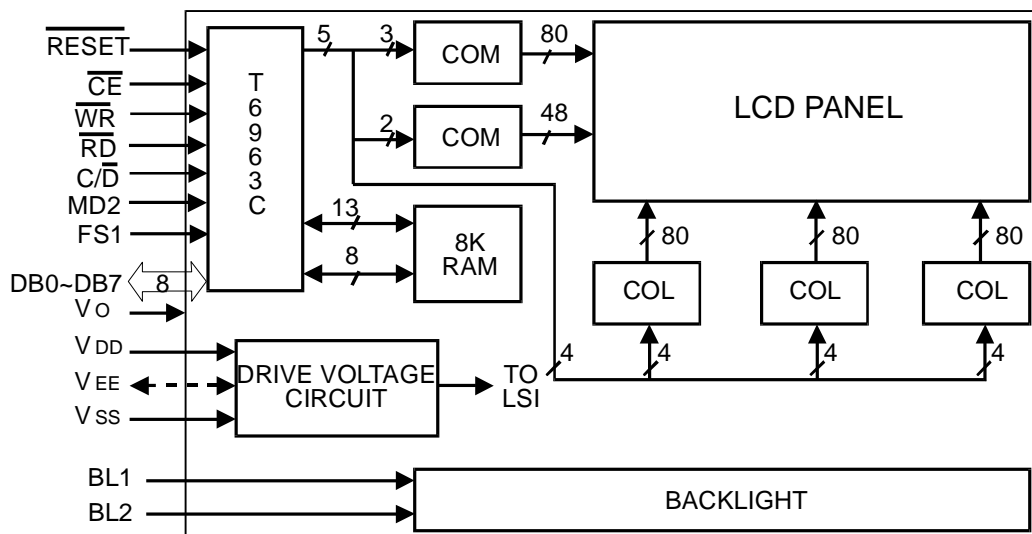 RESET
CE
WR
RD
C/D
MD2
FS1
DB0~DB7
8
VO
VDD
VEE
VSS
BL1
BL2
T6963C
5
3
COM
80
2
COM
48
LCD PANEL
13
8
8K
RAM
80
80
80
COL
COL
COL
4
4
4
4
DRIVE VOLTAGE
CIRCUIT
TO
LSI
BACKLIGHT